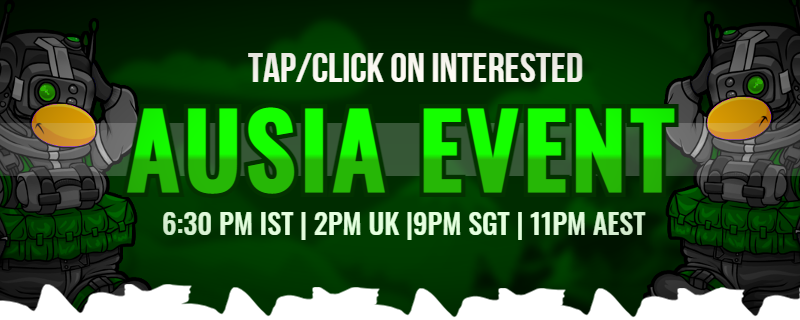 TAP/CLICK ON INTERESTED
AUSIA EVENT
6:30 PM IST | 2PM UK |9PM SGT | 11PM AEST